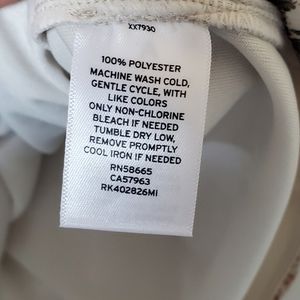 XX7930
100% POLYESTER
MACHINE WASH COLD,
GENTLE CYCLE, WITH
LIKE COLORS
ONLY NON-CHLORINE
BLEACH IF NEEDED
TUMBLE DRY LOW,
REMOVE PROMPTLY
COOL IRON IF NEEDED
RN58665
CA57963
RK402826MI